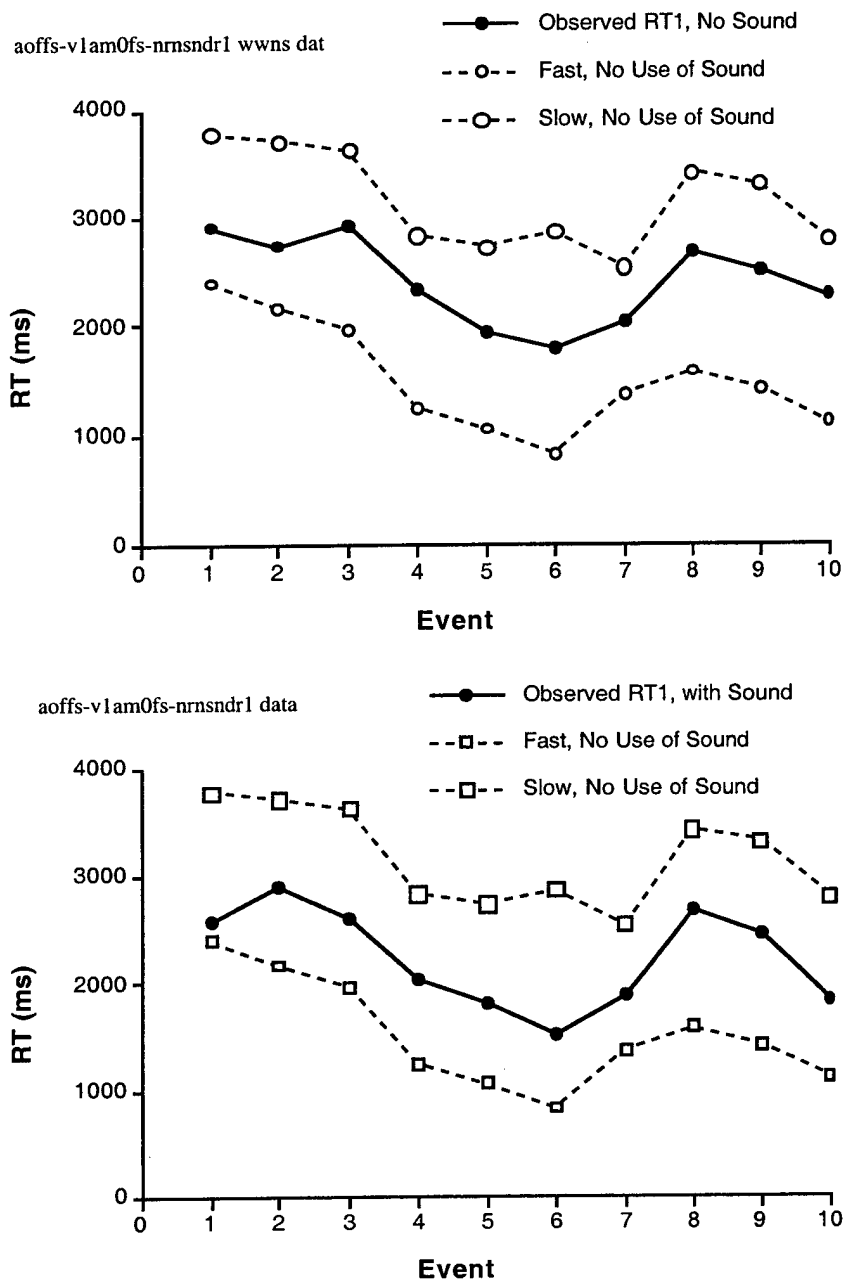 Observed RT1, No Sound
aoffs-v1am0fs-nrnsndr1 wwns dat
Fast, No Use of Sound
Slow, No Use of Sound
4000
3000
2000
1000
0
RT (ms)
0 1 2 3 4 5 6 7 8 9 10
Event
Observed RT1, with Sound
aoffs-v1am0fs-nrnsndr1 data
Fast, No Use of Sound
Slow, No Use of Sound
4000
3000
2000
1000
0
RT (ms)
0 1 2 3 4 5 6 7 8 9 10
Event